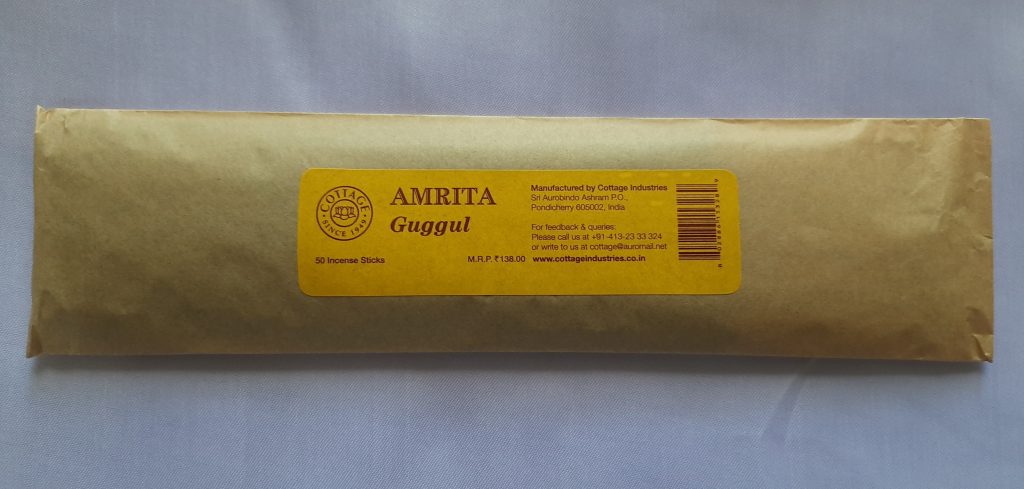 COTTAGE
• SINCE 1949 •
AMRITA
Guggul
50 Incense Sticks
M.R.P. ₹138.00
Manufactured by Cottage Industries
Sri Aurobindo Ashram P.O.,
Pondicherry 605002, India
For feedback & queries:
Please call us at +91-413-23 33 324
or write to us at cottage@auromail.net
www.cottageindustries.co.in